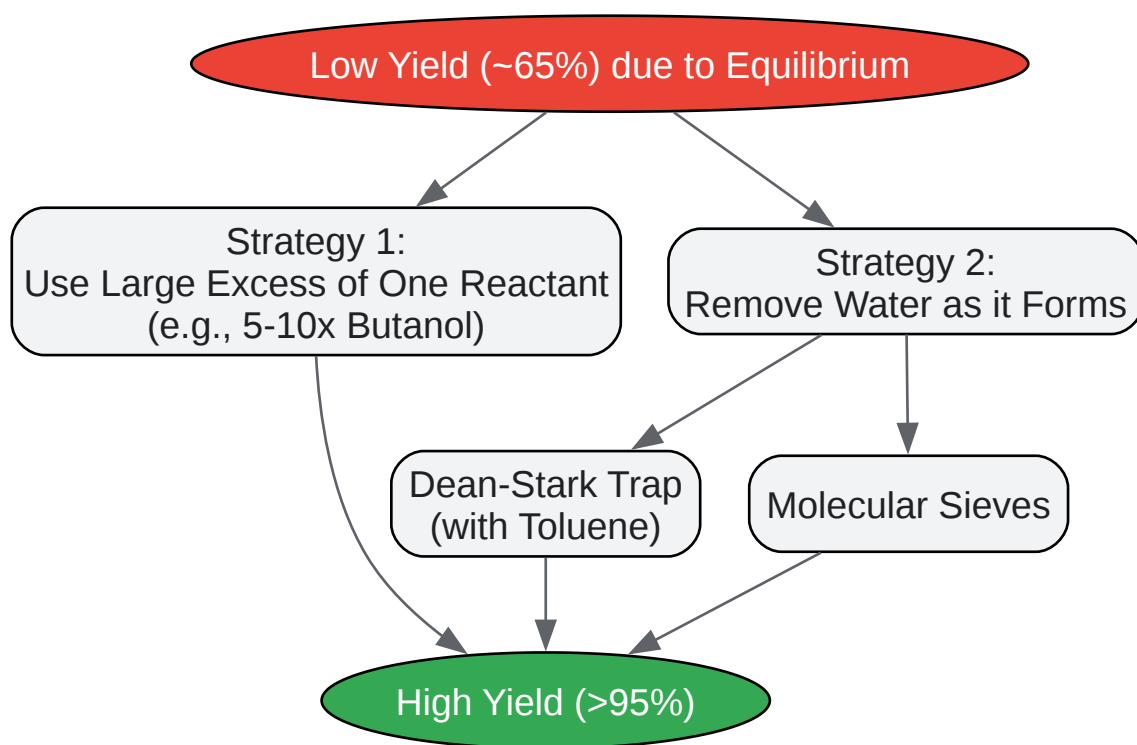 Low Yield (~65%) due to Equilibrium
Strategy 1:
Use Large Excess of One Reactant
(e.g., 5-10x Butanol)
Strategy 2:
Remove Water as it Forms
Dean-Stark Trap
(with Toluene)
Molecular Sieves
High Yield (>95%)